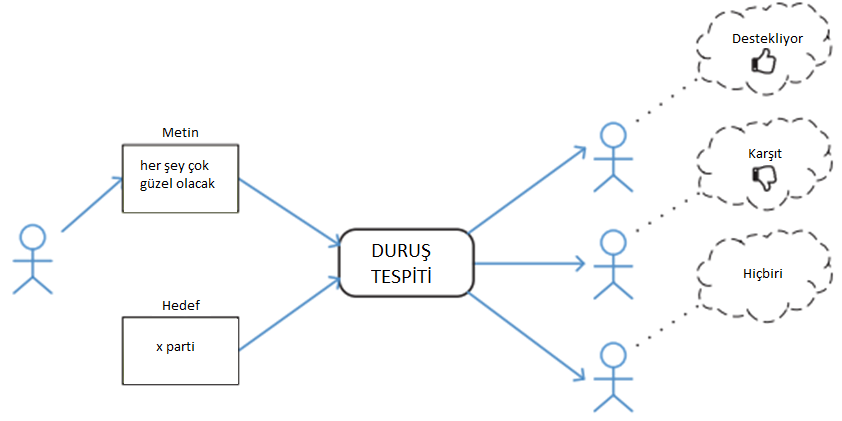 Metin
her şey çok
güzel olacak
Hedef
x parti
DURUŞ
TESPİTİ
Destekliyor
Karşıt
Hiçbiri